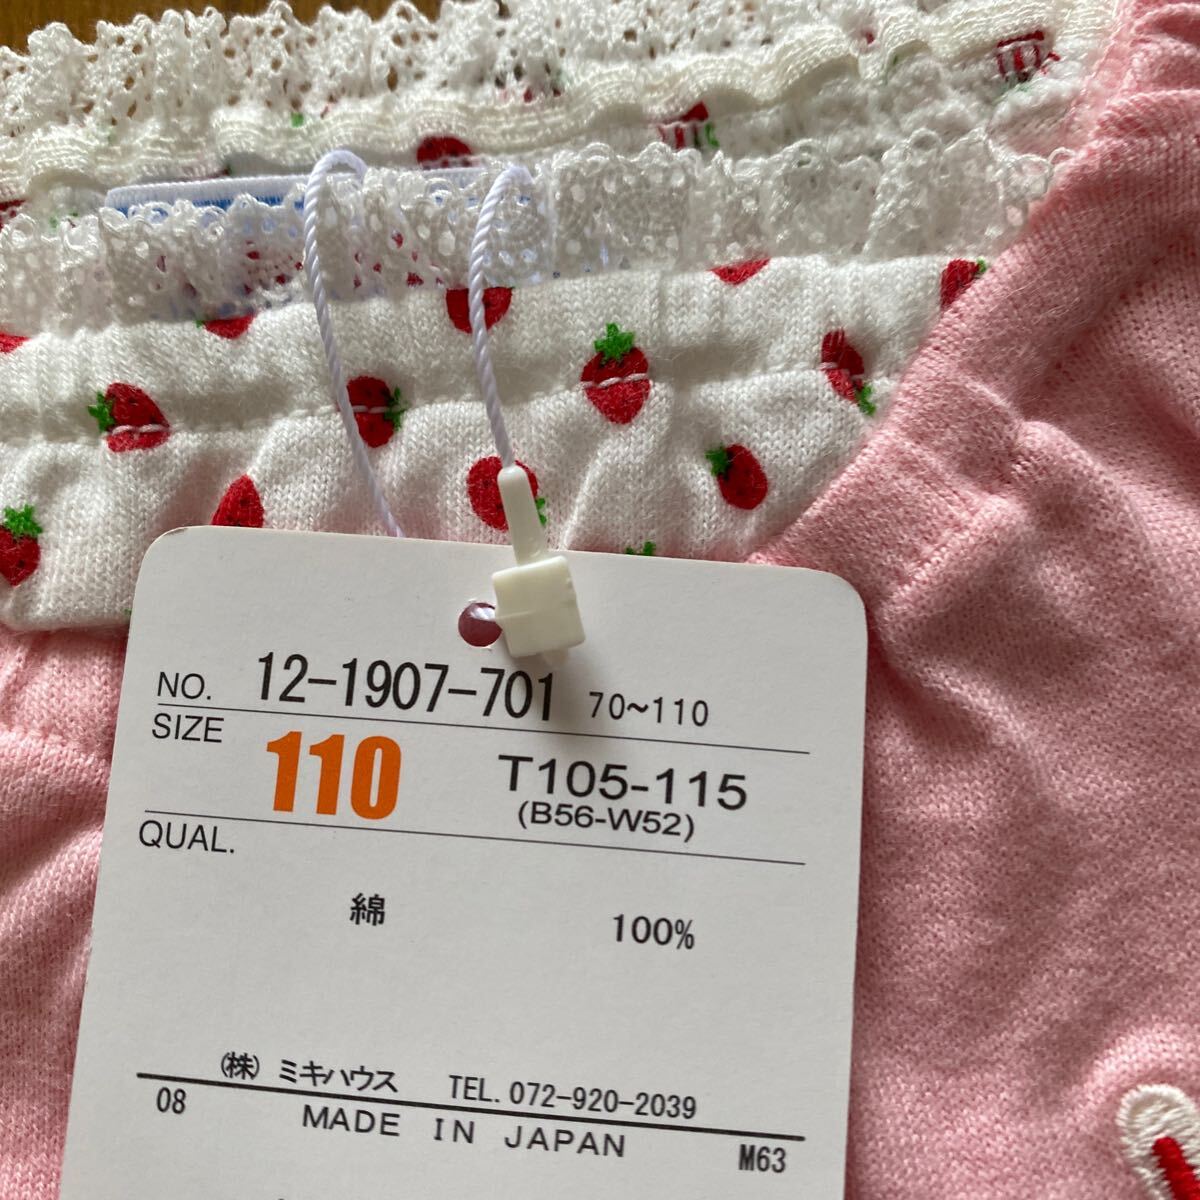 NO. 12-1907-701 70~110
SIZE 110 T105-115
(B56-W52)
QUAL.
綿 100%
㈱ ミキハウス TEL. 072-920-2039
08 MADE IN JAPAN M63